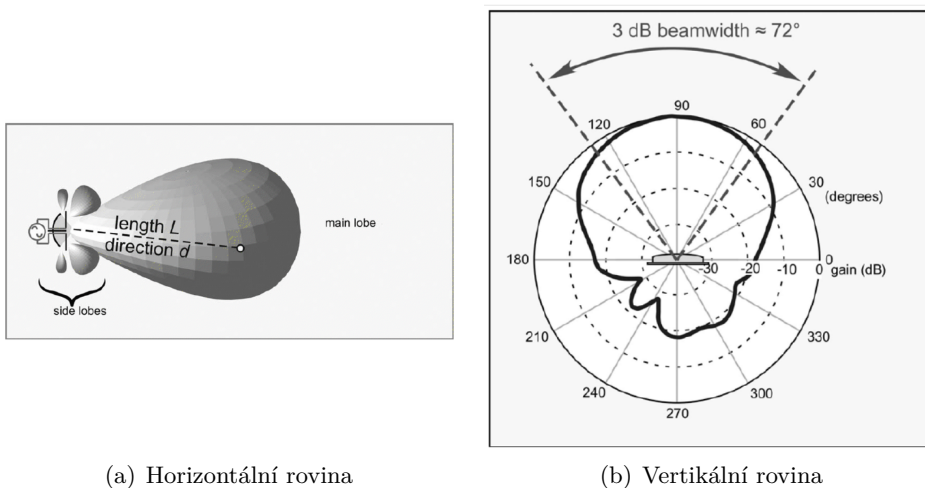 length L
direction d
main lobe
side lobes
3 dB beamwidth ≈ 72°
90
120
60
150
30
(degrees)
180
-30
-20
-10
0
0
gain (dB)
210
330
240
300
270
(a) Horizontální rovina
(b) Vertikální rovina